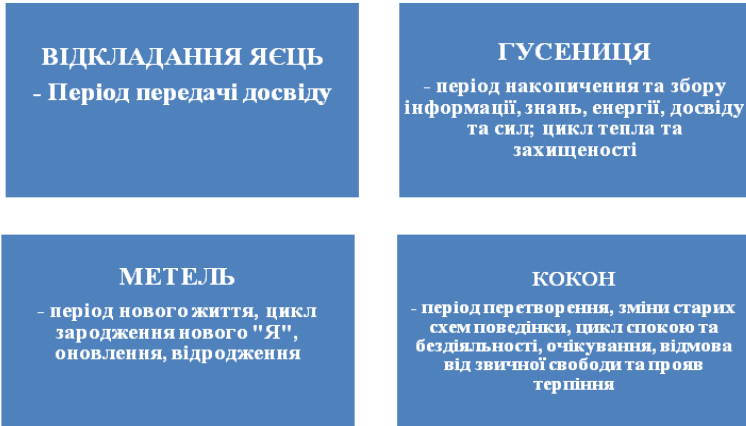 ВІДКЛАДАННЯ ЯЄЦЬ
- Період передачі досвіду
ГУСЕНИЦЯ
- період накопичення та збору
інформації, знань, енергії, досвіду
та сил; цикл тепла та
захищеності
МЕТЕЛЬ
- період нового життя, цикл
зародження нового "Я",
оновлення, відродження
КОКОН
- період перетворення, зміни старих
схем поведінки, цикл спокою та
бездіяльності, очікування, відмова
від звичної свободи та прояв
терпіння